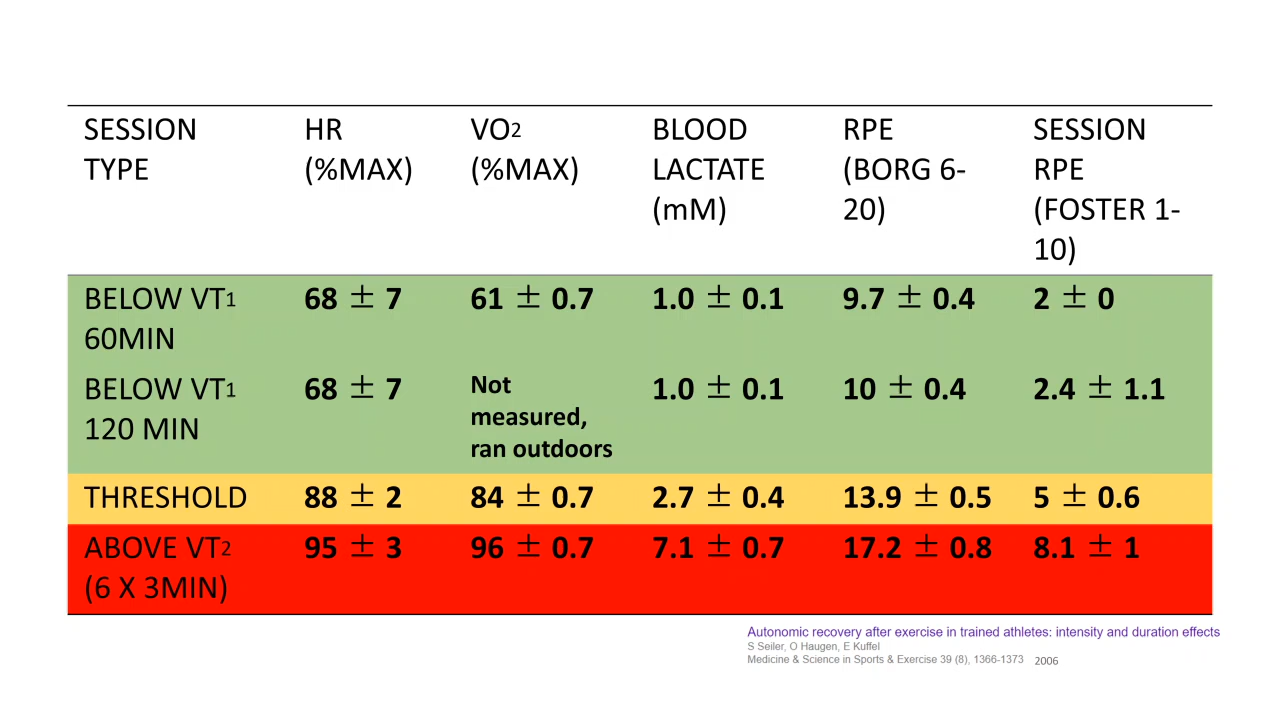 SESSION TYPE
HR (%MAX)
VO2 (%MAX)
BLOOD LACTATE (mM)
RPE (BORG 6-20)
SESSION RPE (FOSTER 1-10)
BELOW VT1 60MIN
68 ± 7
61 ± 0.7
1.0 ± 0.1
9.7 ± 0.4
2 ± 0
BELOW VT1 120 MIN
68 ± 7
Not measured, ran outdoors
1.0 ± 0.1
10 ± 0.4
2.4 ± 1.1
THRESHOLD
88 ± 2
84 ± 0.7
2.7 ± 0.4
13.9 ± 0.5
5 ± 0.6
ABOVE VT2 (6 X 3MIN)
95 ± 3
96 ± 0.7
7.1 ± 0.7
17.2 ± 0.8
8.1 ± 1
Autonomic recovery after exercise in trained athletes: intensity and duration effects
S Seiler, O Haugen, E Kuffel
Medicine & Science in Sports & Exercise 39 (8), 1366-1373 2006